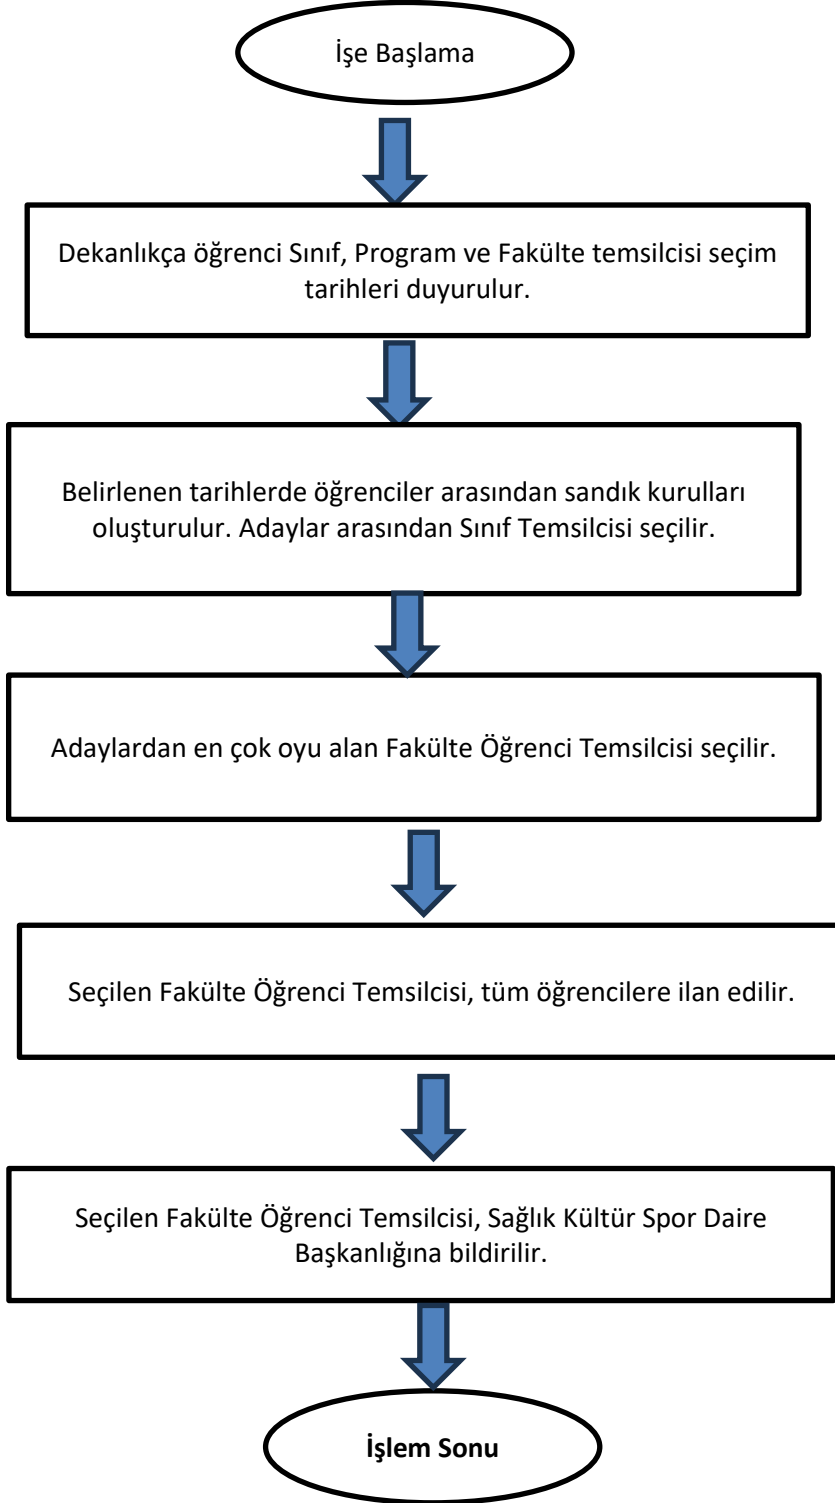 İşe Başlama
Dekanlıkça öğrenci Sınıf, Program ve Fakülte temsilcisi seçim
tarihleri duyurulur.
Belirlenen tarihlerde öğrenciler arasından sandık kurulları
oluşturulur. Adaylar arasından Sınıf Temsilcisi seçilir.
Adaylardan en çok oyu alan Fakülte Öğrenci Temsilcisi seçilir.
Seçilen Fakülte Öğrenci Temsilcisi, tüm öğrencilere ilan edilir.
Seçilen Fakülte Öğrenci Temsilcisi, Sağlık Kültür Spor Daire
Başkanlığına bildirilir.
İşlem Sonu